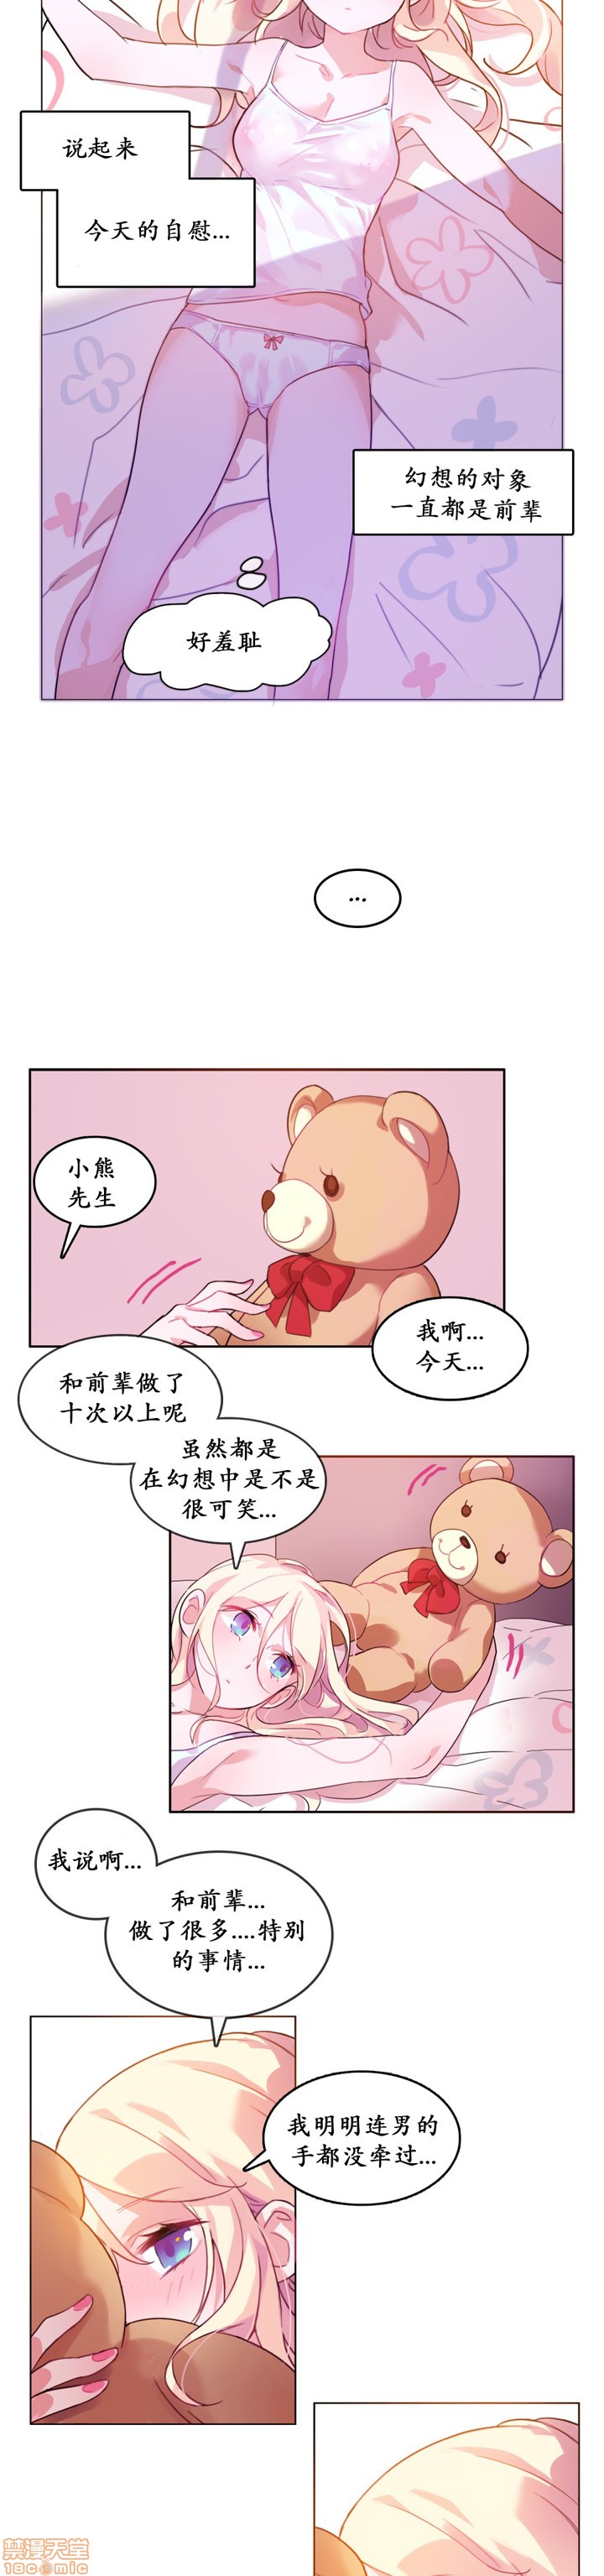 说起来
今天的自慰...
幻想的对象
一直都是前辈
好羞耻
...
小熊
先生
我啊...
今天...
和前辈做了
十次以上呢
虽然都是
在幻想中是不是
很可笑...
我说啊...
和前辈...
做了很多....特别
的事情...
我明明连男的
手都没牵过...
禁漫天堂
18comic